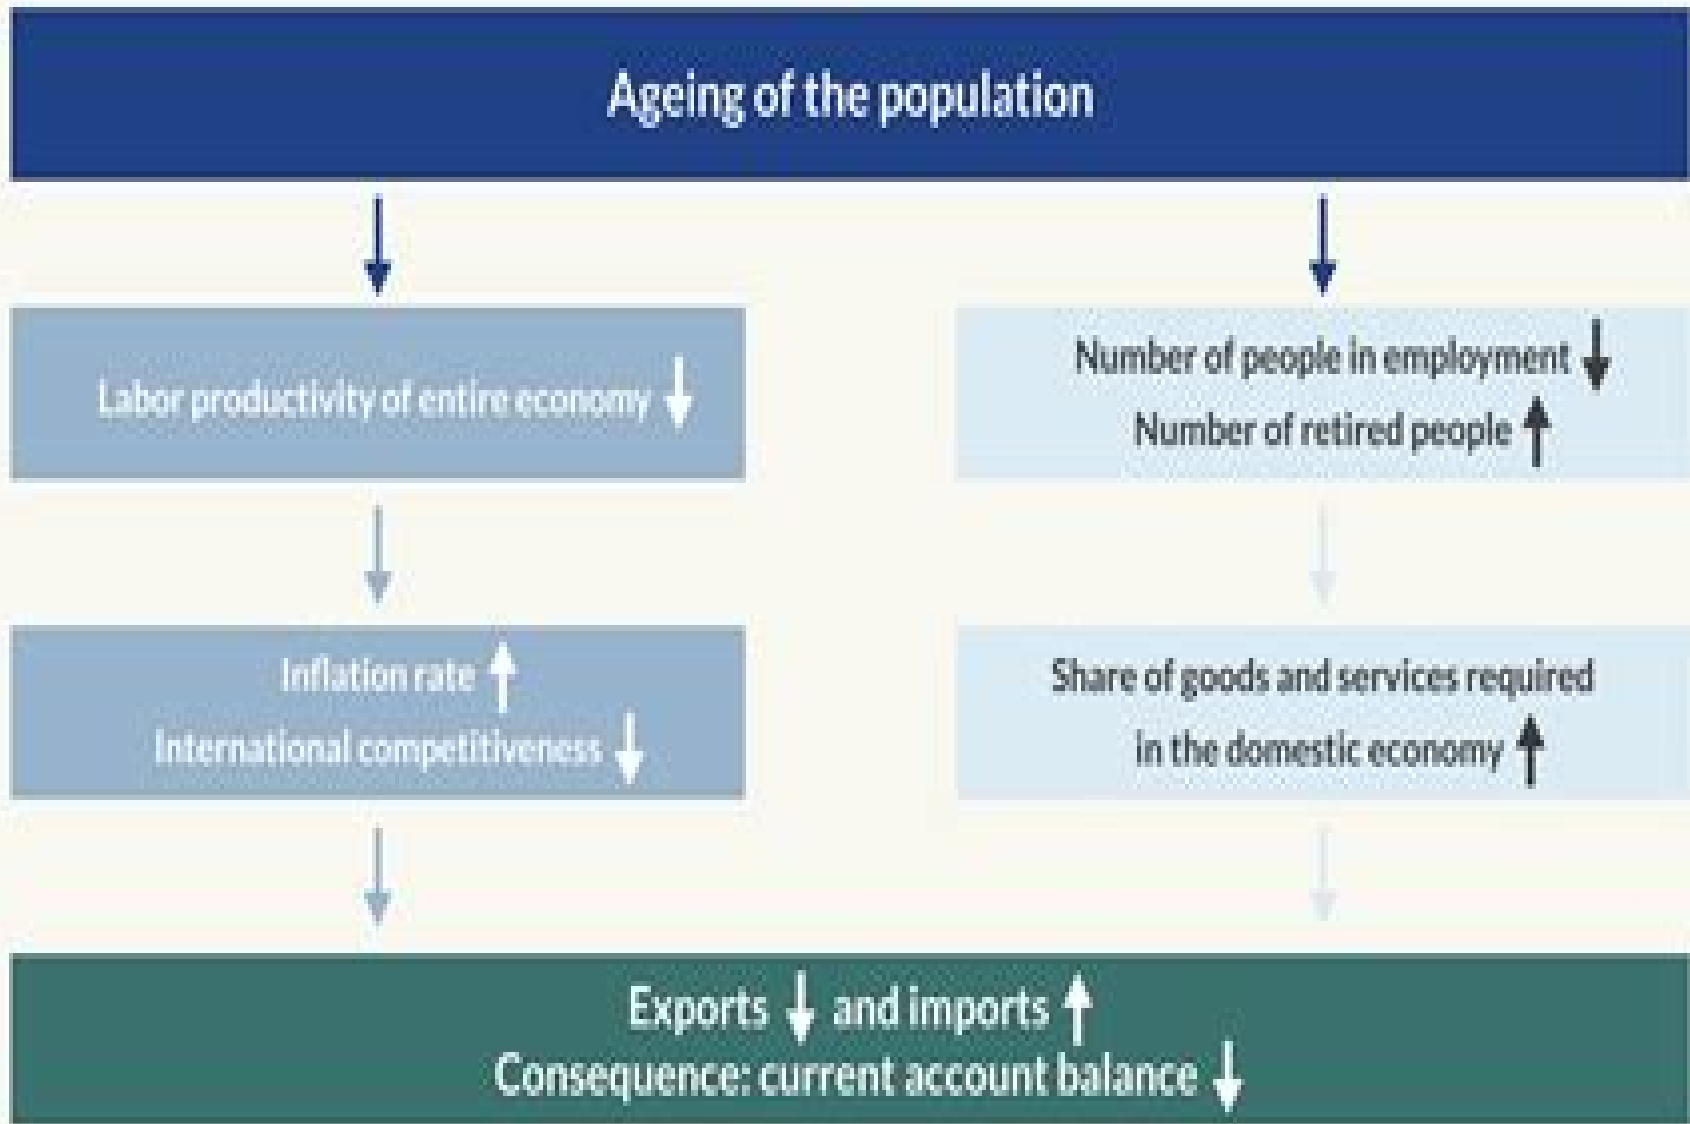 Ageing of the population
Labor productivity of entire economy ↓
Number of people in employment ↓
Number of retired people ↑
Inflation rate ↑
International competitiveness ↓
Share of goods and services required
in the domestic economy ↑
Exports ↓ and imports ↑
Consequence: current account balance ↓